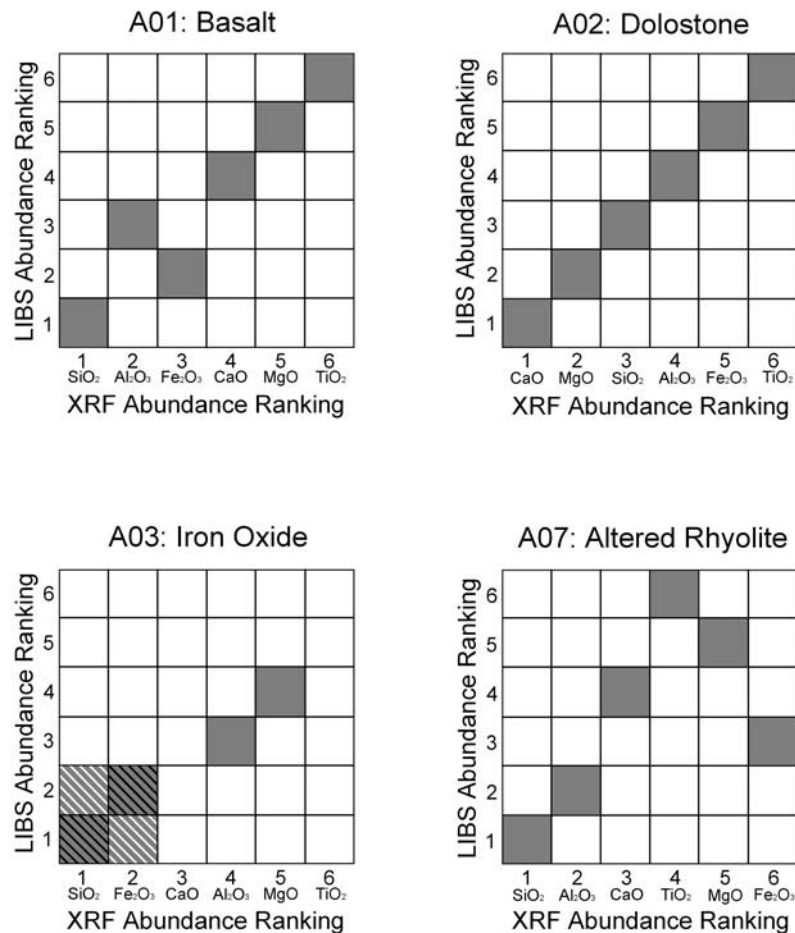 A01: Basalt
LIBS Abundance Ranking
6
5
4
3
2
1
1 2 3 4 5 6
SiO₂ Al₂O₃ Fe₂O₃ CaO MgO TiO₂
XRF Abundance Ranking
A02: Dolostone
LIBS Abundance Ranking
6
5
4
3
2
1
1 2 3 4 5 6
CaO MgO SiO₂ Al₂O₃ Fe₂O₃ TiO₂
XRF Abundance Ranking
A03: Iron Oxide
LIBS Abundance Ranking
6
5
4
3
2
1
1 2 3 4 5 6
SiO₂ Fe₂O₃ CaO Al₂O₃ MgO TiO₂
XRF Abundance Ranking
A07: Altered Rhyolite
LIBS Abundance Ranking
6
5
4
3
2
1
1 2 3 4 5 6
SiO₂ Al₂O₃ CaO TiO₂ MgO Fe₂O₃
XRF Abundance Ranking